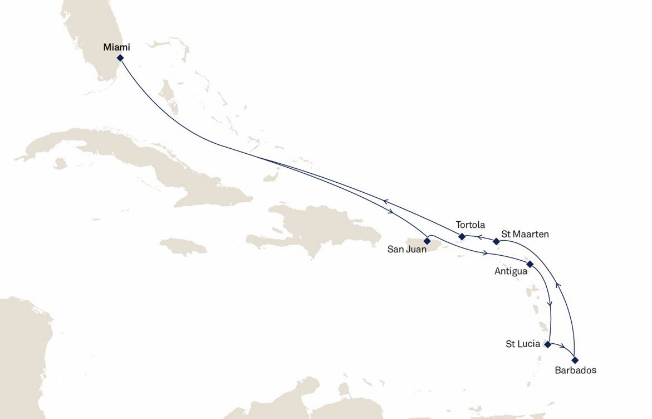 Miami
Tortola
St Maarten
San Juan
Antigua
St Lucia
Barbados